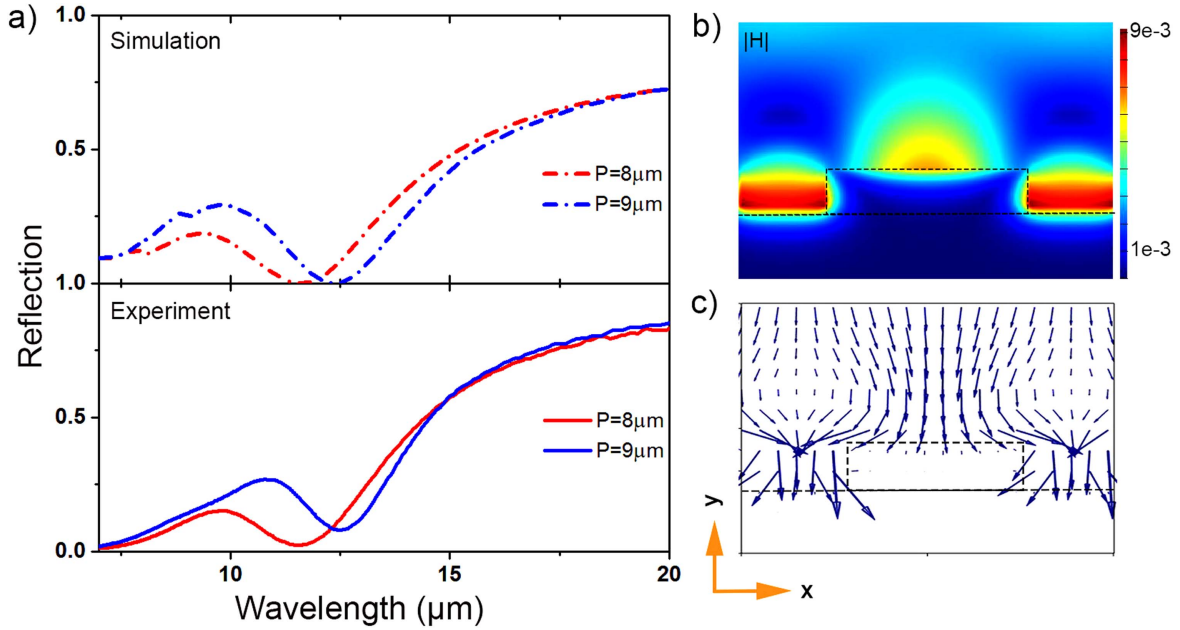 a)
1.0
Simulation
0.5
P=8μm
P=9μm
1.0
Experiment
0.5
P=8μm
P=9μm
0.0
10
15
20
Reflection
Wavelength (μm)
b)
|H|
9e-3
1e-3
c)
y
x